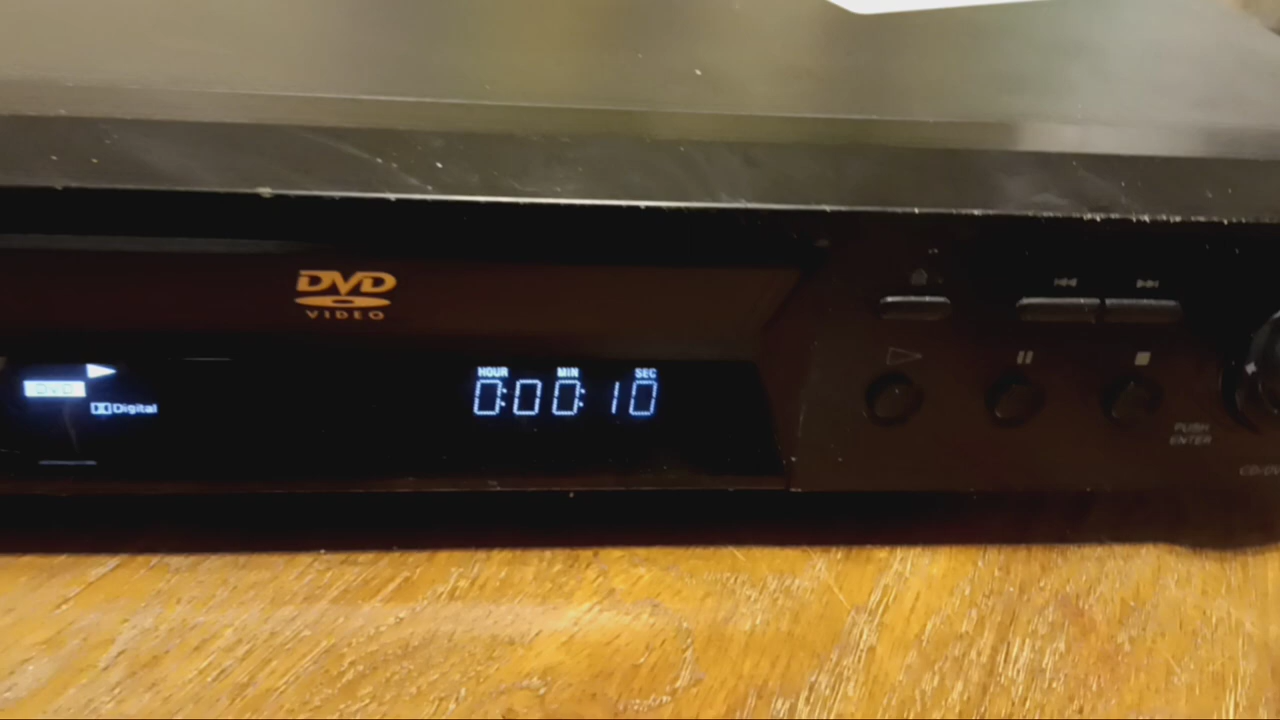 DVD
VIDEO
DVD
Digital
HOUR MIN SEC
0:00:10
PUSH
ENTER